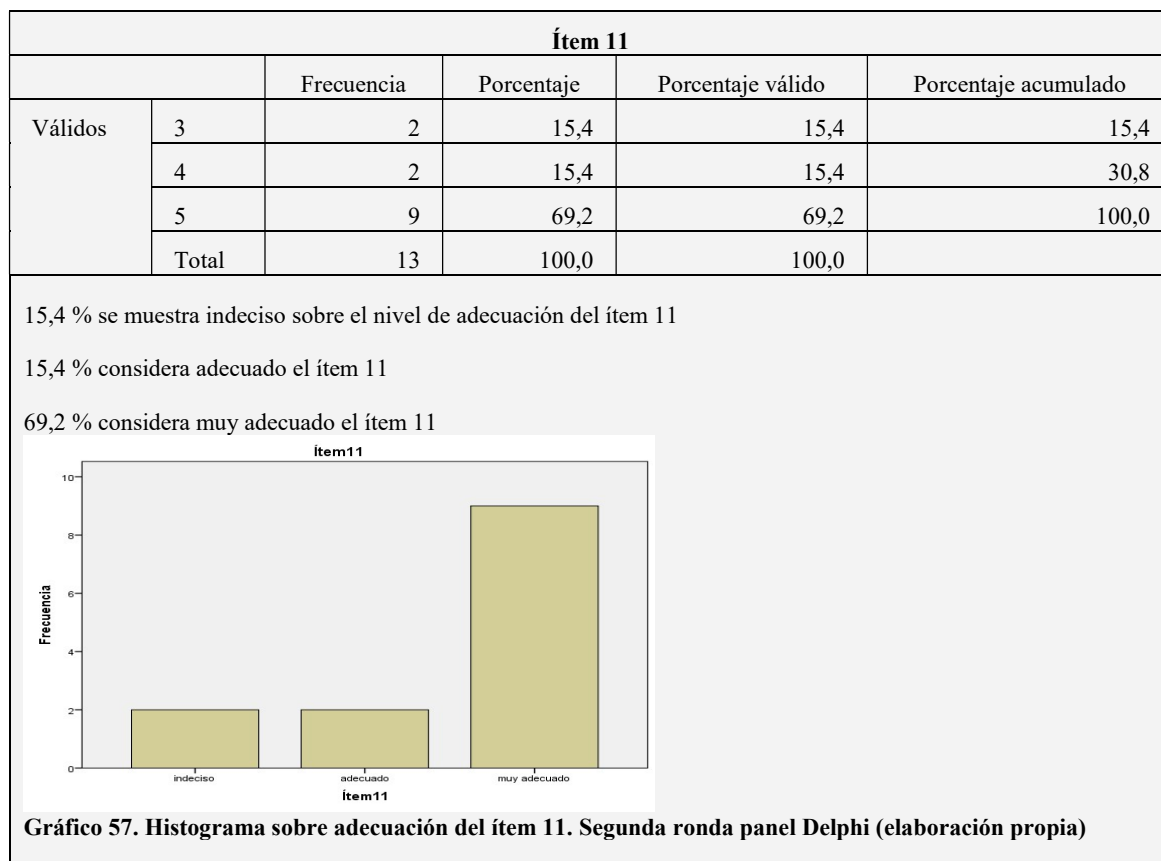 Ítem 11
Frecuencia Porcentaje Porcentaje válido Porcentaje acumulado
Válidos 3 2 15,4 15,4 15,4
4 2 15,4 15,4 30,8
5 9 69,2 69,2 100,0
Total 13 100,0 100,0
15,4 % se muestra indeciso sobre el nivel de adecuación del ítem 11
15,4 % considera adecuado el ítem 11
69,2 % considera muy adecuado el ítem 11
Ítem11
10
8
6
4
2
0
Frecuencia
indeciso adecuado muy adecuado
Ítem11
Gráfico 57. Histograma sobre adecuación del ítem 11. Segunda ronda panel Delphi (elaboración propia)